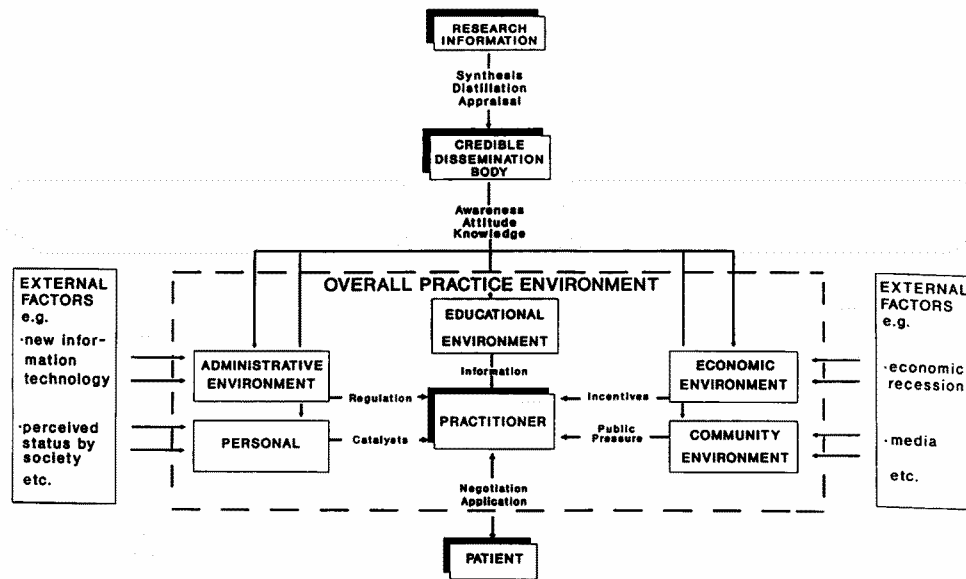 RESEARCH
INFORMATION
Synthesis
Distillation
Appraisal
CREDIBLE
DISSEMINATION
BODY
Awareness
Attitude
Knowledge
EXTERNAL
FACTORS
e.g.
·new infor-
mation
technology
·perceived
status by
society
etc.
OVERALL PRACTICE ENVIRONMENT
EDUCATIONAL
ENVIRONMENT
Information
ADMINISTRATIVE
ENVIRONMENT
Regulation
PERSONAL
Catalysts
PRACTITIONER
Incentives
ECONOMIC
ENVIRONMENT
Public
Pressure
COMMUNITY
ENVIRONMENT
Negotiation
Application
PATIENT
EXTERNAL
FACTORS
e.g.
·economic
recession
·media
etc.